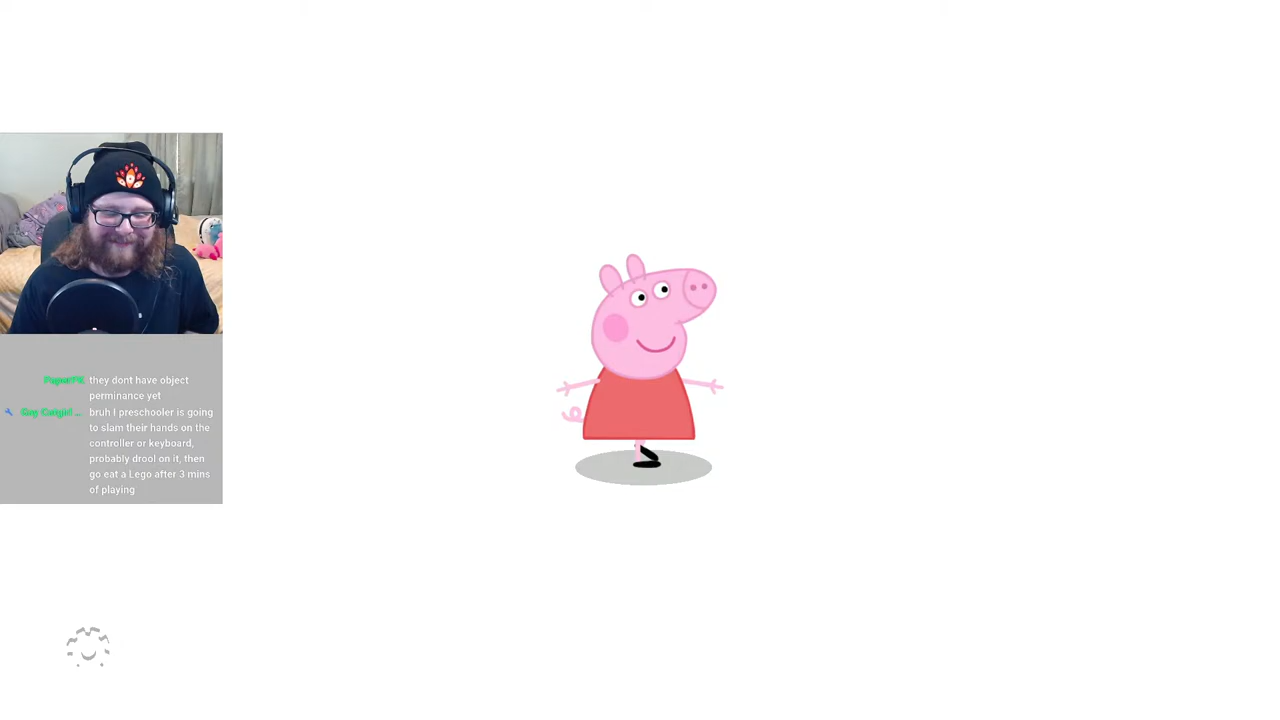 they dont have object
perminance yet
bruh I preschooler is going
to slam their hands on the
controller or keyboard,
probably drool on it, then
go eat a Lego after 3 mins
of playing